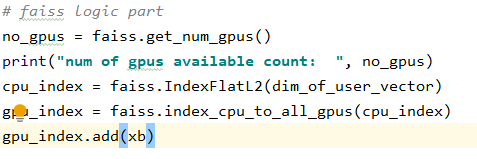 # faiss logic part
no_gpus = faiss.get_num_gpus()
print("num of gpus available count:  ", no_gpus)
cpu_index = faiss.IndexFlatL2(dim_of_user_vector)
gpu_index = faiss.index_cpu_to_all_gpus(cpu_index)
gpu_index.add(xb)